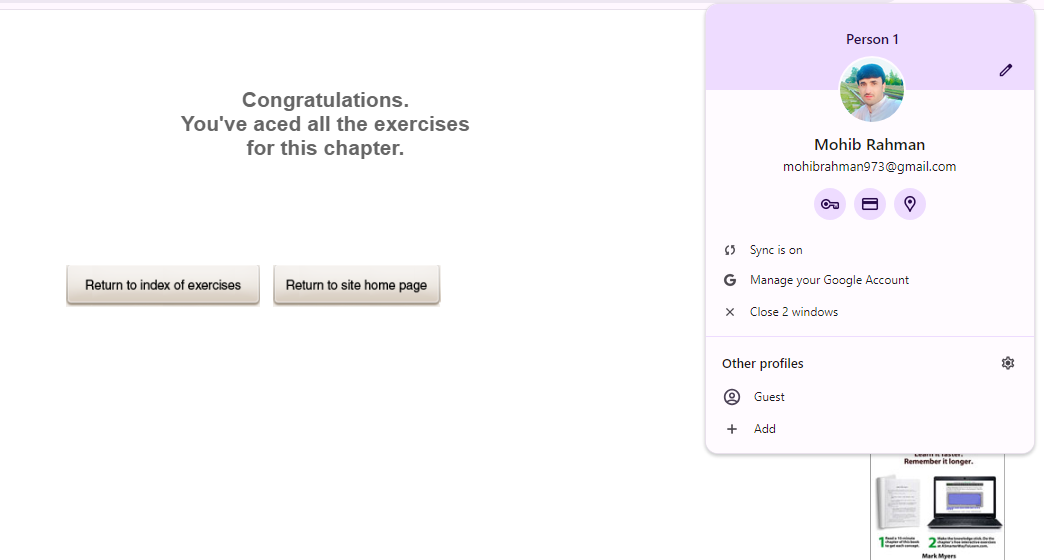 Congratulations.
You've aced all the exercises
for this chapter.
Return to index of exercises
Return to site home page
Person 1
Mohib Rahman
mohibrahman973@gmail.com
Sync is on
Manage your Google Account
Close 2 windows
Other profiles
Guest
Add
Learn it faster.
Remember it longer.
1 Read a 10-minute
chapter of this book
to get each concept.
2 Make the knowledge stick. Do the
chapter's free interactive exercises
at ASmarterWayToLearn.com.
Mark Myers